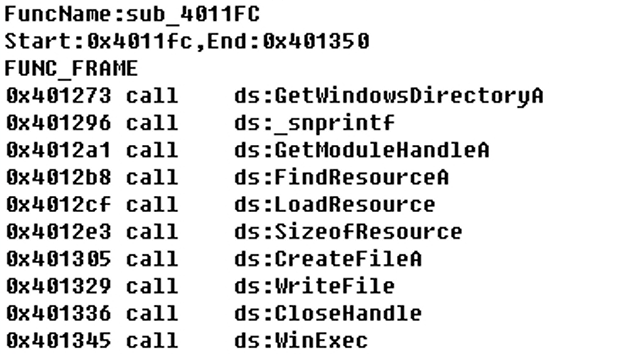 FuncName:sub_4011FC
Start:0x4011fc,End:0x401350
FUNC_FRAME
0x401273 call ds:GetWindowsDirectoryA
0x401296 call ds:_snprintf
0x4012a1 call ds:GetModuleHandleA
0x4012b8 call ds:FindResourceA
0x4012cf call ds:LoadResource
0x4012e3 call ds:SizeofResource
0x401305 call ds:CreateFileA
0x401329 call ds:WriteFile
0x401336 call ds:CloseHandle
0x401345 call ds:WinExec